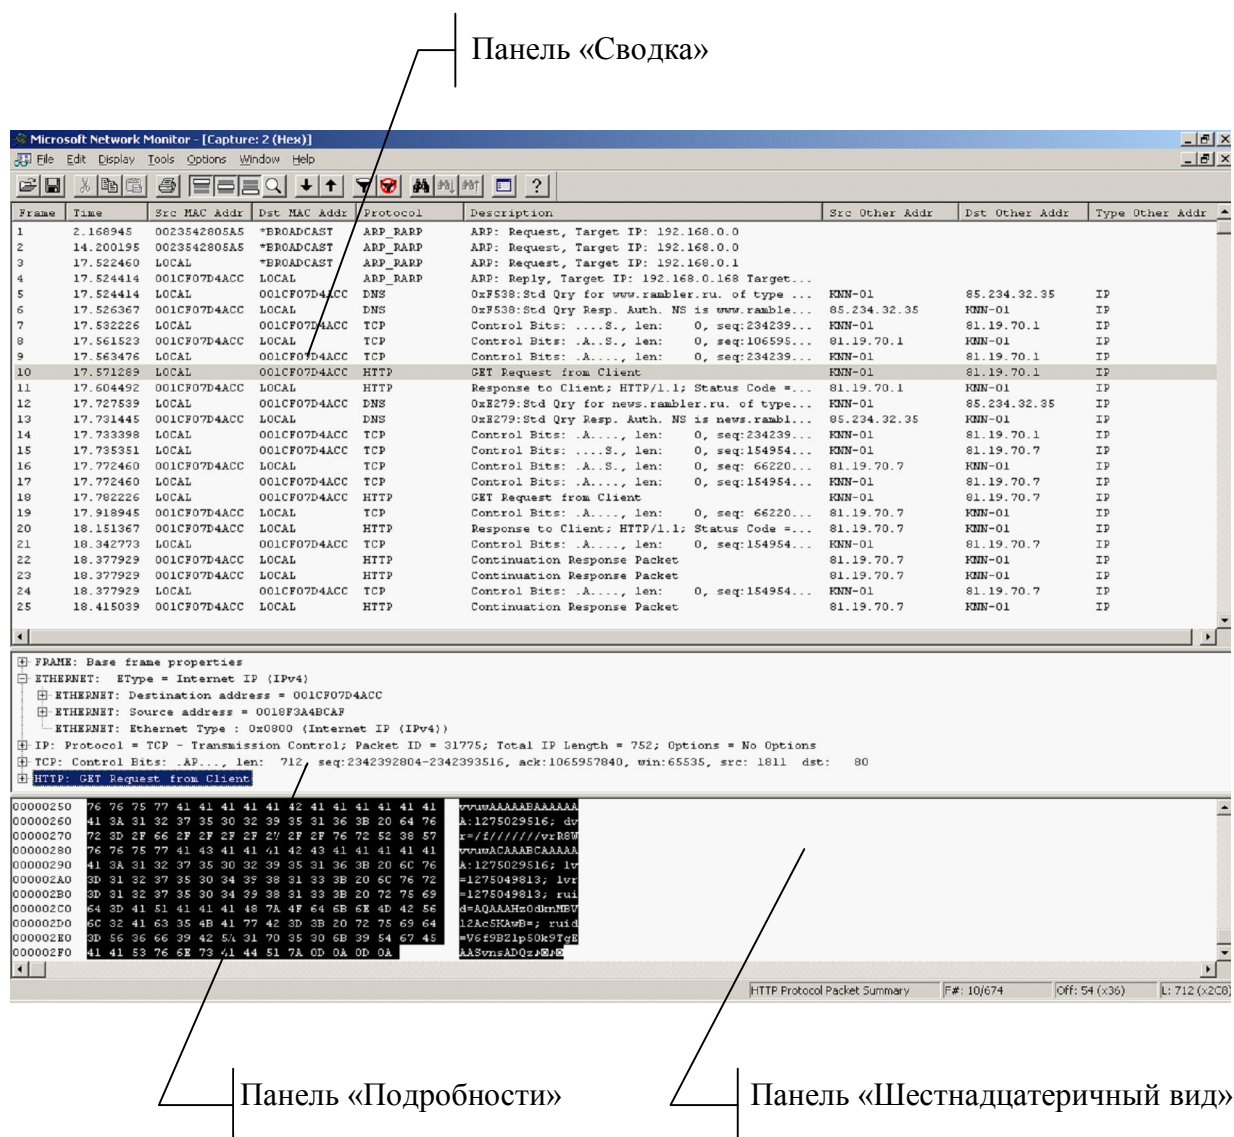 Панель «Сводка»
Microsoft Network Monitor - [Capture: 2 (Hex)]
File Edit Display Tools Options Window Help
Frame Time Src MAC Addr Dst MAC Addr Protocol Description Src Other Addr Dst Other Addr Type Other Addr
1 2.168945 0023542805A5 *BROADCAST ARP_RARP ARP: Request, Target IP: 192.168.0.0
2 14.200195 0023542805A5 *BROADCAST ARP_RARP ARP: Request, Target IP: 192.168.0.0
3 17.522460 LOCAL *BROADCAST ARP_RARP ARP: Request, Target IP: 192.168.0.1
4 17.524414 001CF07D4ACC LOCAL ARP_RARP ARP: Reply, Target IP: 192.168.0.168 Target...
5 17.524414 LOCAL 001CF07D4ACC DNS 0xF538:Std Qry for www.rambler.ru. of type ... KNN-01 85.234.32.35 IP
6 17.526367 001CF07D4ACC LOCAL DNS 0xF538:Std Qry Resp. Auth. NS is www.ramble... 85.234.32.35 KNN-01 IP
7 17.532226 LOCAL 001CF07D4ACC TCP Control Bits: ....S., len: 0, seq:234239... KNN-01 81.19.70.1 IP
8 17.561523 001CF07D4ACC LOCAL TCP Control Bits: .A..S., len: 0, seq:106595... 81.19.70.1 KNN-01 IP
9 17.563476 LOCAL 001CF07D4ACC TCP Control Bits: .A...., len: 0, seq:234239... KNN-01 81.19.70.1 IP
10 17.571289 LOCAL 001CF07D4ACC HTTP GET Request from Client KNN-01 81.19.70.1 IP
11 17.604492 001CF07D4ACC LOCAL HTTP Response to Client; HTTP/1.1; Status Code =... 81.19.70.1 KNN-01 IP
12 17.727539 LOCAL 001CF07D4ACC DNS 0xE279:Std Qry for news.rambler.ru. of type... KNN-01 85.234.32.35 IP
13 17.731445 001CF07D4ACC LOCAL DNS 0xE279:Std Qry Resp. Auth. NS is news.rambl... 85.234.32.35 KNN-01 IP
14 17.733398 LOCAL 001CF07D4ACC TCP Control Bits: .A...., len: 0, seq:234239... KNN-01 81.19.70.1 IP
15 17.735351 LOCAL 001CF07D4ACC TCP Control Bits: ....S., len: 0, seq:154954... KNN-01 81.19.70.7 IP
16 17.772460 001CF07D4ACC LOCAL TCP Control Bits: .A..S., len: 0, seq: 66220... 81.19.70.7 KNN-01 IP
17 17.772460 LOCAL 001CF07D4ACC TCP Control Bits: .A...., len: 0, seq:154954... KNN-01 81.19.70.7 IP
18 17.782226 LOCAL 001CF07D4ACC HTTP GET Request from Client KNN-01 81.19.70.7 IP
19 17.918945 001CF07D4ACC LOCAL TCP Control Bits: .A...., len: 0, seq: 66220... 81.19.70.7 KNN-01 IP
20 18.151367 001CF07D4ACC LOCAL HTTP Response to Client; HTTP/1.1; Status Code =... 81.19.70.7 KNN-01 IP
21 18.342773 LOCAL 001CF07D4ACC TCP Control Bits: .A...., len: 0, seq:154954... KNN-01 81.19.70.7 IP
22 18.377929 001CF07D4ACC LOCAL HTTP Continuation Response Packet 81.19.70.7 KNN-01 IP
23 18.377929 001CF07D4ACC LOCAL HTTP Continuation Response Packet 81.19.70.7 KNN-01 IP
24 18.377929 LOCAL 001CF07D4ACC TCP Control Bits: .A...., len: 0, seq:154954... KNN-01 81.19.70.7 IP
25 18.415039 001CF07D4ACC LOCAL HTTP Continuation Response Packet 81.19.70.7 KNN-01 IP
FRAME: Base frame properties
ETHERNET: EType = Internet IP (IPv4)
ETHERNET: Destination address = 001CF07D4ACC
ETHERNET: Source address = 0018F3A4BCAF
ETHERNET: Ethernet Type : 0x0800 (Internet IP (IPv4))
IP: Protocol = TCP - Transmission Control; Packet ID = 31775; Total IP Length = 752; Options = No Options
TCP: Control Bits: .AP..., len: 712, seq:2342392804-2342393516, ack:1065957840, win:65535, src: 1811 dst: 80
HTTP: GET Request from Client
00000250 76 76 75 77 41 41 41 41 41 42 41 41 41 41 41 41 vvuwAAAAABAAAAAA
00000260 41 3A 31 32 37 35 30 32 39 35 31 36 3B 20 64 76 A:1275029516; dv
00000270 72 3D 2F 66 2F 2F 2F 2F 2F 2F 2F 76 72 52 38 57 r=/f///////vrR8W
00000280 76 76 75 77 41 43 41 41 41 42 43 41 41 41 41 41 vvuwACAAABCAAAAA
00000290 41 3A 31 32 37 35 30 32 39 35 31 36 3B 20 6C 76 A:1275029516; lv
000002A0 3D 31 32 37 35 30 34 39 38 31 33 3B 20 6C 76 72 =1275049813; lvr
000002B0 3D 31 32 37 35 30 34 39 38 31 33 3B 20 72 75 69 =1275049813; rui
000002C0 64 3D 41 51 41 41 41 48 7A 4F 64 6B 6E 4D 42 56 d=AQAAAHzOdknMBV
000002D0 6C 32 41 63 35 4B 41 77 42 3D 3B 20 72 75 69 64 l2Ac5KAwB=; ruid
000002E0 3D 56 36 66 39 42 5A 31 70 35 30 6B 39 54 67 45 =V6f9BZ1p50k9TgE
000002F0 41 41 53 76 6E 73 41 44 51 7A 0D 0A 0D 0A AASvnsADQz♪◙♪◙
HTTP Protocol Packet Summary F#: 10/674 Off: 54 (x36) L: 712 (x2C8)
Панель «Подробности»
Панель «Шестнадцатеричный вид»